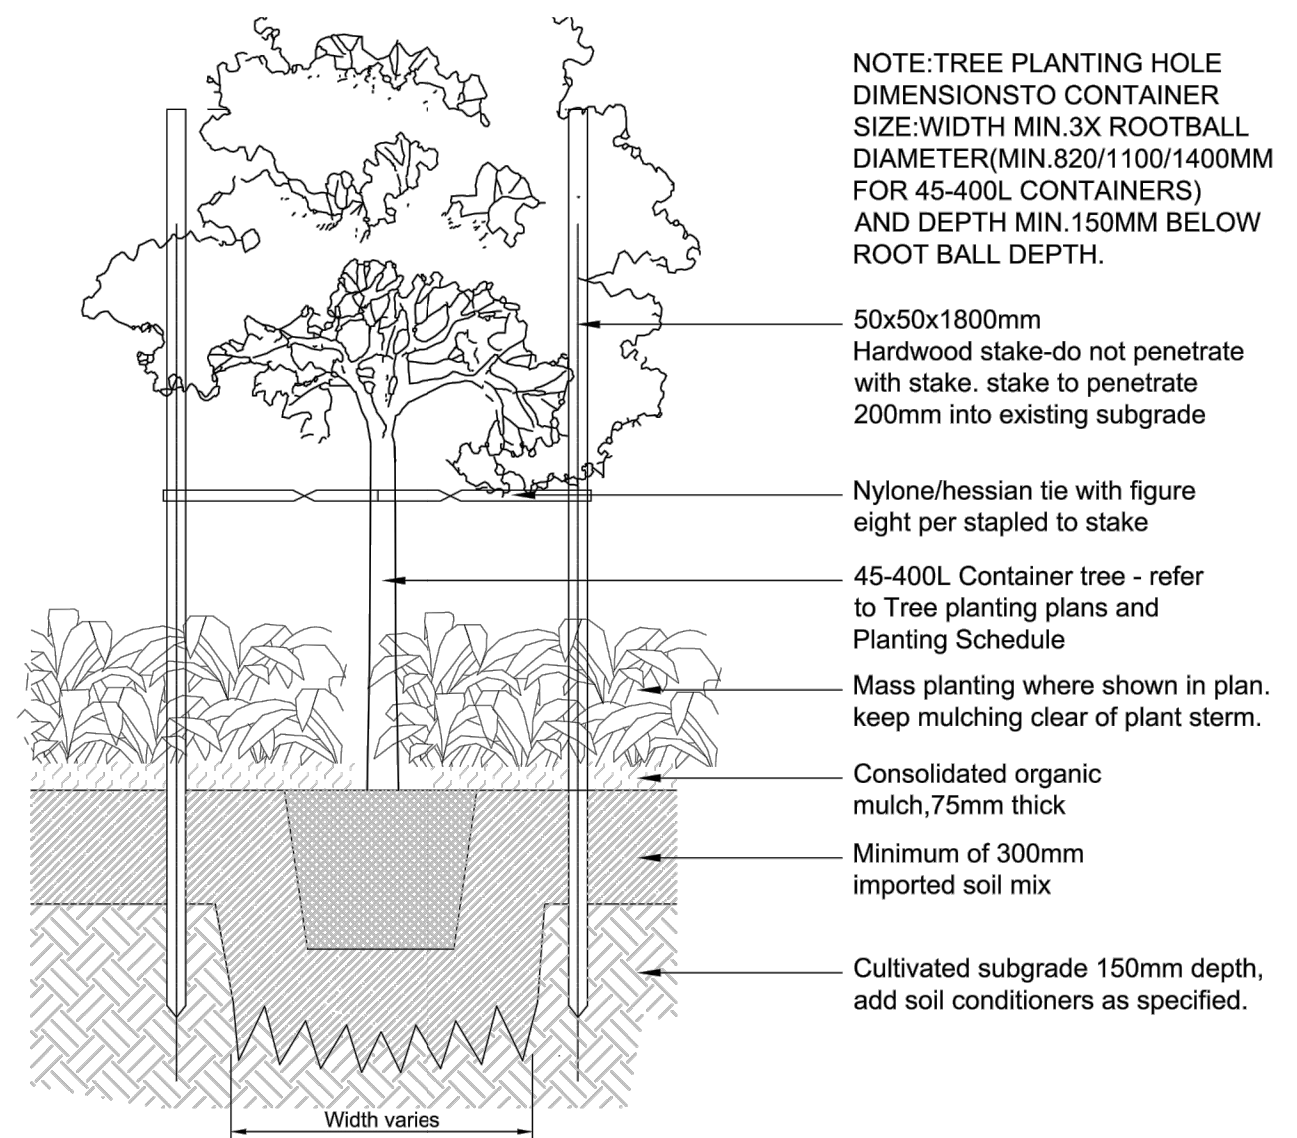 NOTE:TREE PLANTING HOLE
DIMENSIONSTO CONTAINER
SIZE:WIDTH MIN.3X ROOTBALL
DIAMETER(MIN.820/1100/1400MM
FOR 45-400L CONTAINERS)
AND DEPTH MIN.150MM BELOW
ROOT BALL DEPTH.
50x50x1800mm
Hardwood stake-do not penetrate
with stake. stake to penetrate
200mm into existing subgrade
Nylone/hessian tie with figure
eight per stapled to stake
45-400L Container tree - refer
to Tree planting plans and
Planting Schedule
Mass planting where shown in plan.
keep mulching clear of plant sterm.
Consolidated organic
mulch,75mm thick
Minimum of 300mm
imported soil mix
Cultivated subgrade 150mm depth,
add soil conditioners as specified.
Width varies